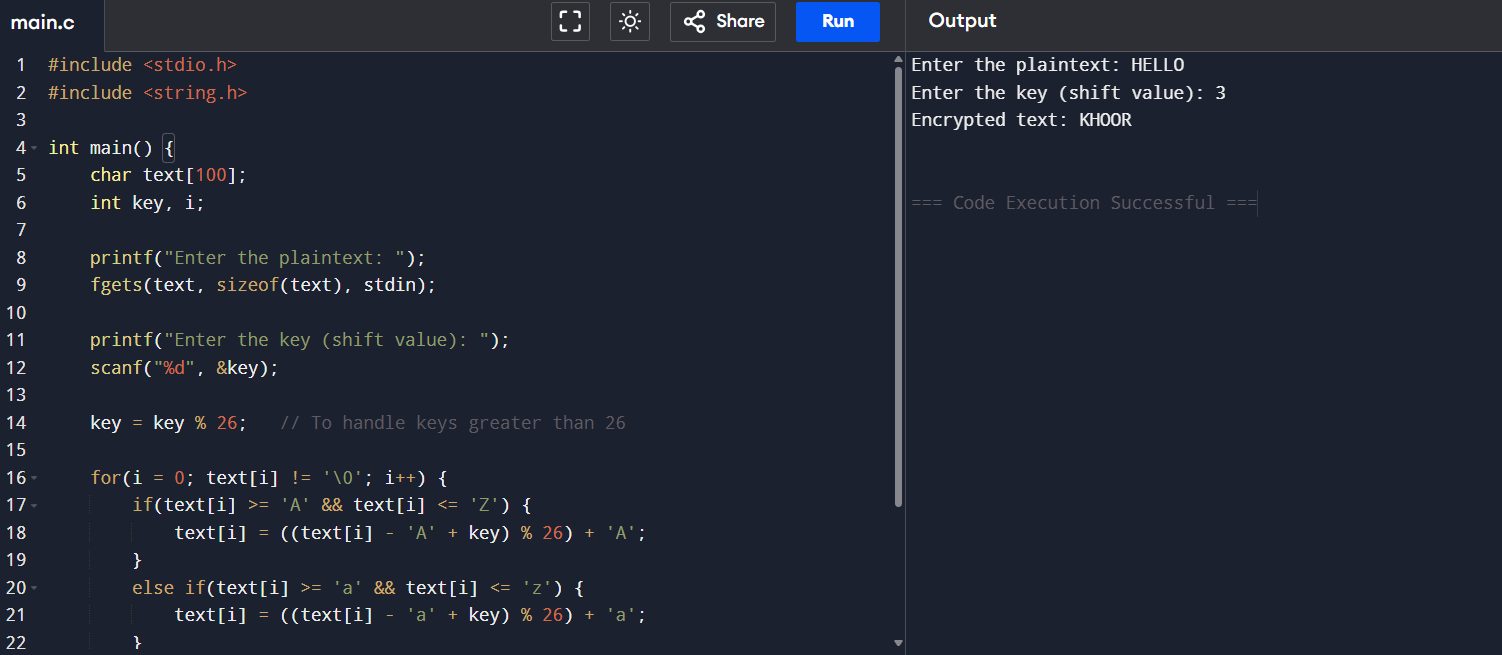 main.c
Share
Run
Output
1 #include <stdio.h>
2 #include <string.h>
3
4 int main() {
5     char text[100];
6     int key, i;
7
8     printf("Enter the plaintext: ");
9     fgets(text, sizeof(text), stdin);
10
11     printf("Enter the key (shift value): ");
12     scanf("%d", &key);
13
14     key = key % 26;   // To handle keys greater than 26
15
16     for(i = 0; text[i] != '\0'; i++) {
17         if(text[i] >= 'A' && text[i] <= 'Z') {
18             text[i] = ((text[i] - 'A' + key) % 26) + 'A';
19         }
20         else if(text[i] >= 'a' && text[i] <= 'z') {
21             text[i] = ((text[i] - 'a' + key) % 26) + 'a';
22         }
Enter the plaintext: HELLO
Enter the key (shift value): 3
Encrypted text: KHOOR
=== Code Execution Successful ===